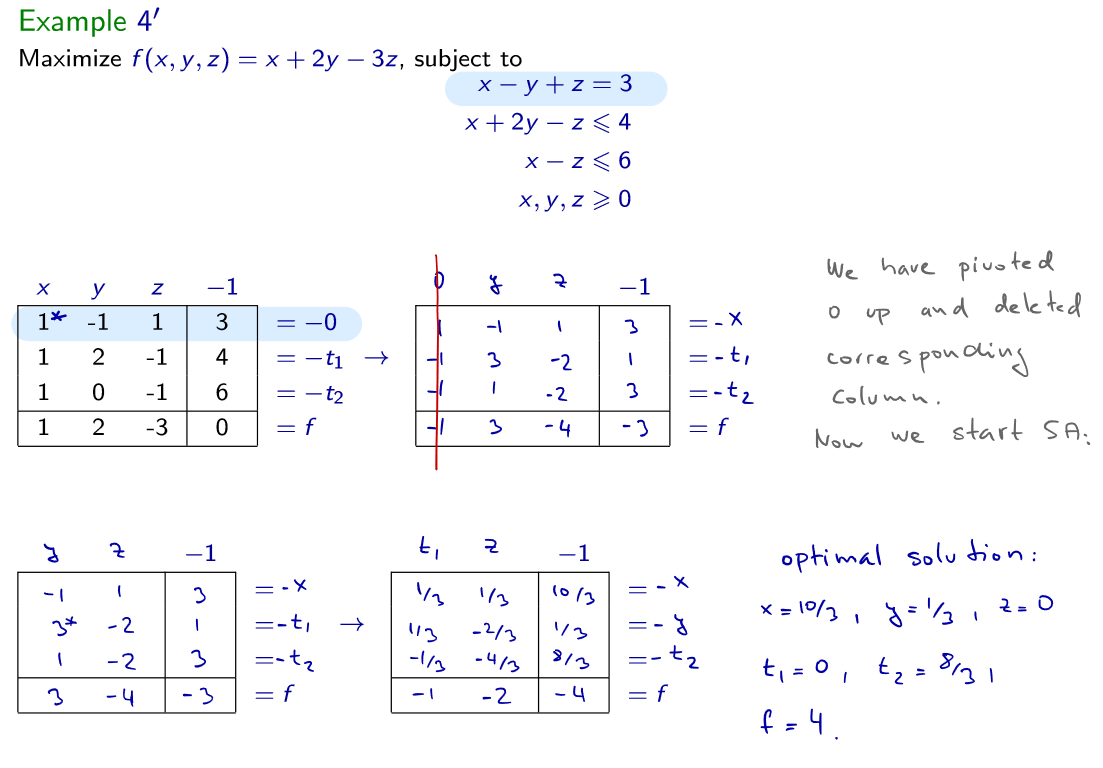 Example 4′
Maximize f(x, y, z) = x + 2y − 3z, subject to
x − y + z = 3
x + 2y − z ⩽ 4
x − z ⩽ 6
x, y, z ⩾ 0
x y z −1
1* -1 1 3 = −0
1 2 -1 4 = −t₁ →
1 0 -1 6 = −t₂
1 2 -3 0 = f
0 y z −1
1 -1 1 3 = -x
-1 3 -2 1 = -t₁
-1 1 -2 3 = -t₂
-1 3 -4 -3 = f
We have pivoted
0 up and deleted
corresponding
column.
Now we start SA:
y z −1
-1 1 3 = -x
3* -2 1 = -t₁ →
1 -2 3 = -t₂
3 -4 -3 = f
t₁ z −1
1/3 1/3 10/3 = -x
1/3 -2/3 1/3 = -y
-1/3 -4/3 8/3 = -t₂
-1 -2 -4 = f
optimal solution:
x = 10/3, y = 1/3, z = 0
t₁ = 0, t₂ = 8/3,
f = 4.